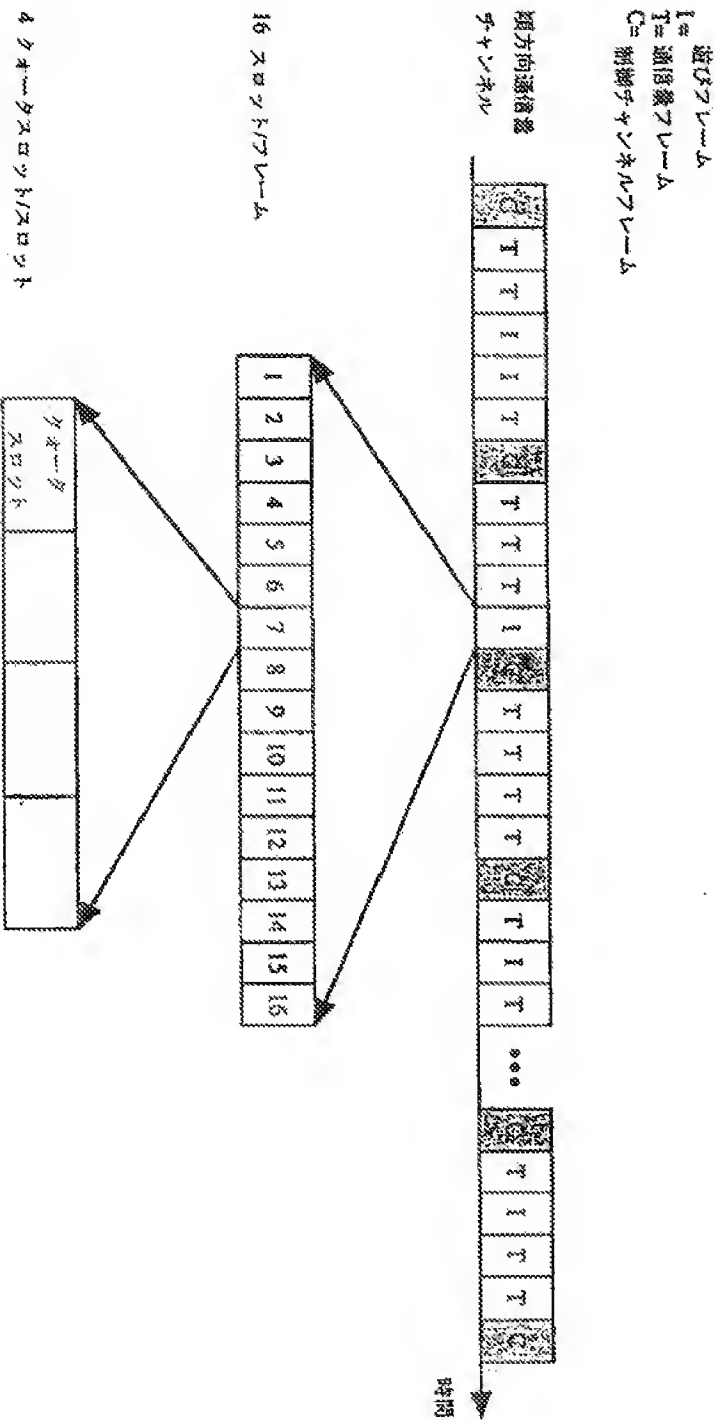 I= 遊びフレーム
T= 通信量フレーム
C= 制御チャンネルフレーム
順方向通信量
チャンネル
C T T I I T C T T T I C T T T T C T I T ••• C T I T T C
時間
16 スロット/フレーム
1 2 3 4 5 6 7 8 9 10 11 12 13 14 15 16
4 クォータスロット/スロット
クォータ
スロット